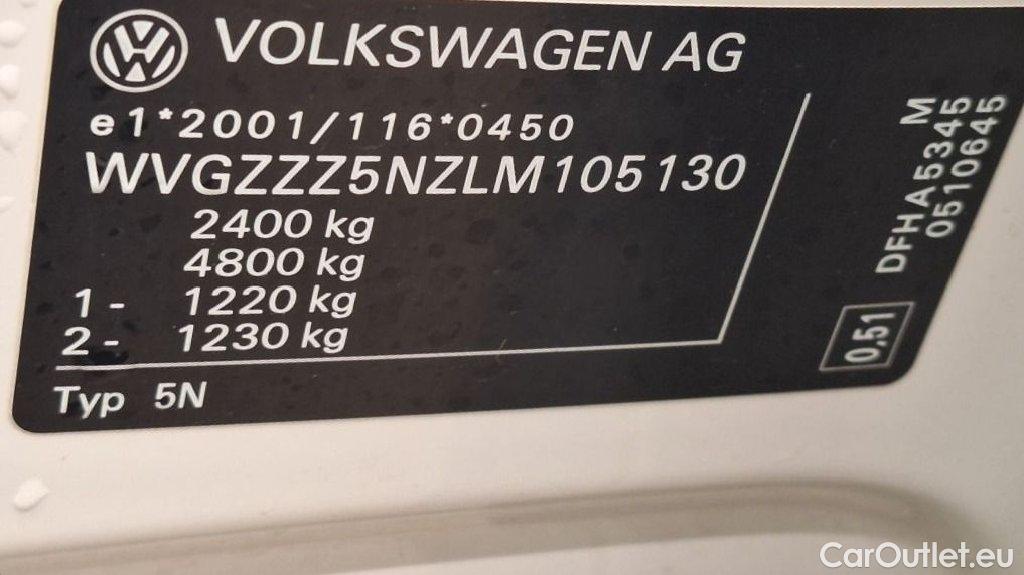 VOLKSWAGEN AG
e1*2001/116*0450
WVGZZZ5NZLM105130
2400 kg
4800 kg
1 - 1220 kg
2 - 1230 kg
Typ 5N
M
DFHA5345
0510645
0,51
CarOutlet.eu